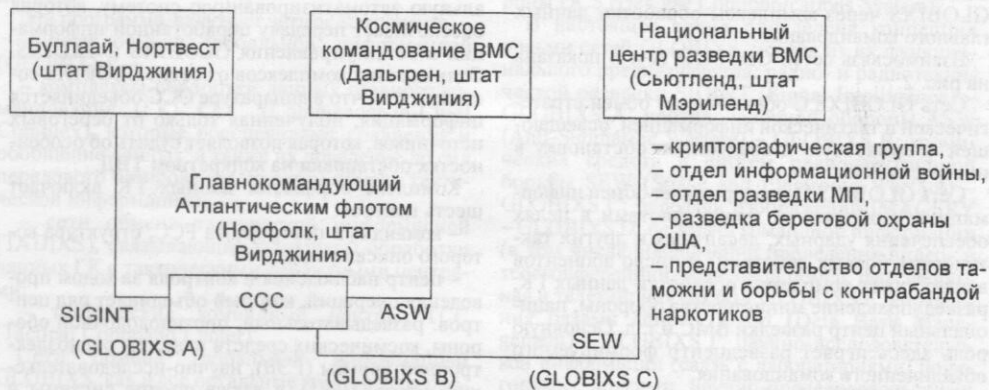 Буллаай, Нортвест
(штат Вирджиния)
Космическое
командование ВМС
(Дальгрен, штат
Вирджиния)
Национальный
центр разведки ВМС
(Сьютленд,
Мэриленд)
– криптографическая группа,
– отдел информационной войны,
– отдел разведки МП,
– разведка береговой охраны
США,
– представительство отделов та-
можни и борьбы с контрабандой
наркотиков
Главнокомандующий
Атлантическим флотом
(Норфолк, штат
Вирджиния)
SIGINT
(GLOBIXS A)
CCC
ASW
(GLOBIXS B)
SEW
(GLOBIXS C)